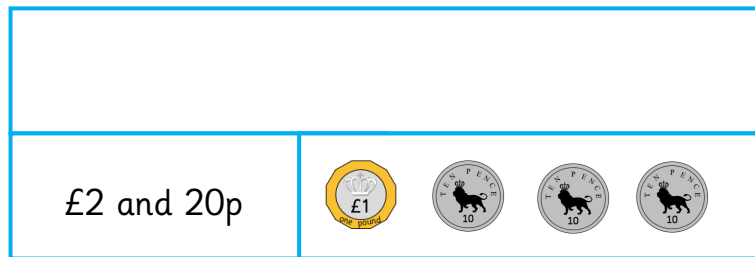 £2 and 20p
£1
one pound
TEN PENCE
10
TEN PENCE
10
TEN PENCE
10